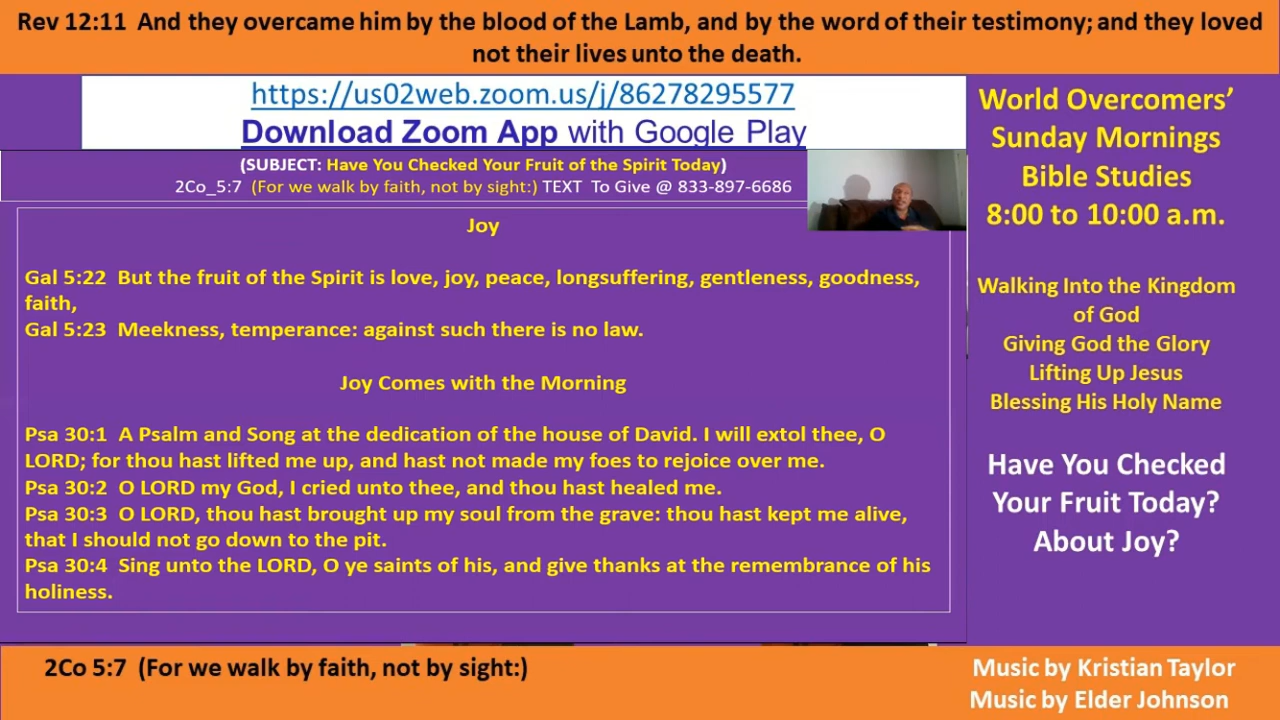 Rev 12:11  And they overcame him by the blood of the Lamb, and by the word of their testimony; and they loved
not their lives unto the death.
https://us02web.zoom.us/j/86278295577
Download Zoom App with Google Play
(SUBJECT: Have You Checked Your Fruit of the Spirit Today)
2Co_5:7  (For we walk by faith, not by sight:) TEXT  To Give @ 833-897-6686
Joy
Gal 5:22  But the fruit of the Spirit is love, joy, peace, longsuffering, gentleness, goodness,
faith,
Gal 5:23  Meekness, temperance: against such there is no law.
Joy Comes with the Morning
Psa 30:1  A Psalm and Song at the dedication of the house of David. I will extol thee, O
LORD; for thou hast lifted me up, and hast not made my foes to rejoice over me.
Psa 30:2  O LORD my God, I cried unto thee, and thou hast healed me.
Psa 30:3  O LORD, thou hast brought up my soul from the grave: thou hast kept me alive,
that I should not go down to the pit.
Psa 30:4  Sing unto the LORD, O ye saints of his, and give thanks at the remembrance of his
holiness.
World Overcomers’
Sunday Mornings
Bible Studies
8:00 to 10:00 a.m.
Walking Into the Kingdom
of God
Giving God the Glory
Lifting Up Jesus
Blessing His Holy Name
Have You Checked
Your Fruit Today?
About Joy?
2Co 5:7  (For we walk by faith, not by sight:)
Music by Kristian Taylor
Music by Elder Johnson